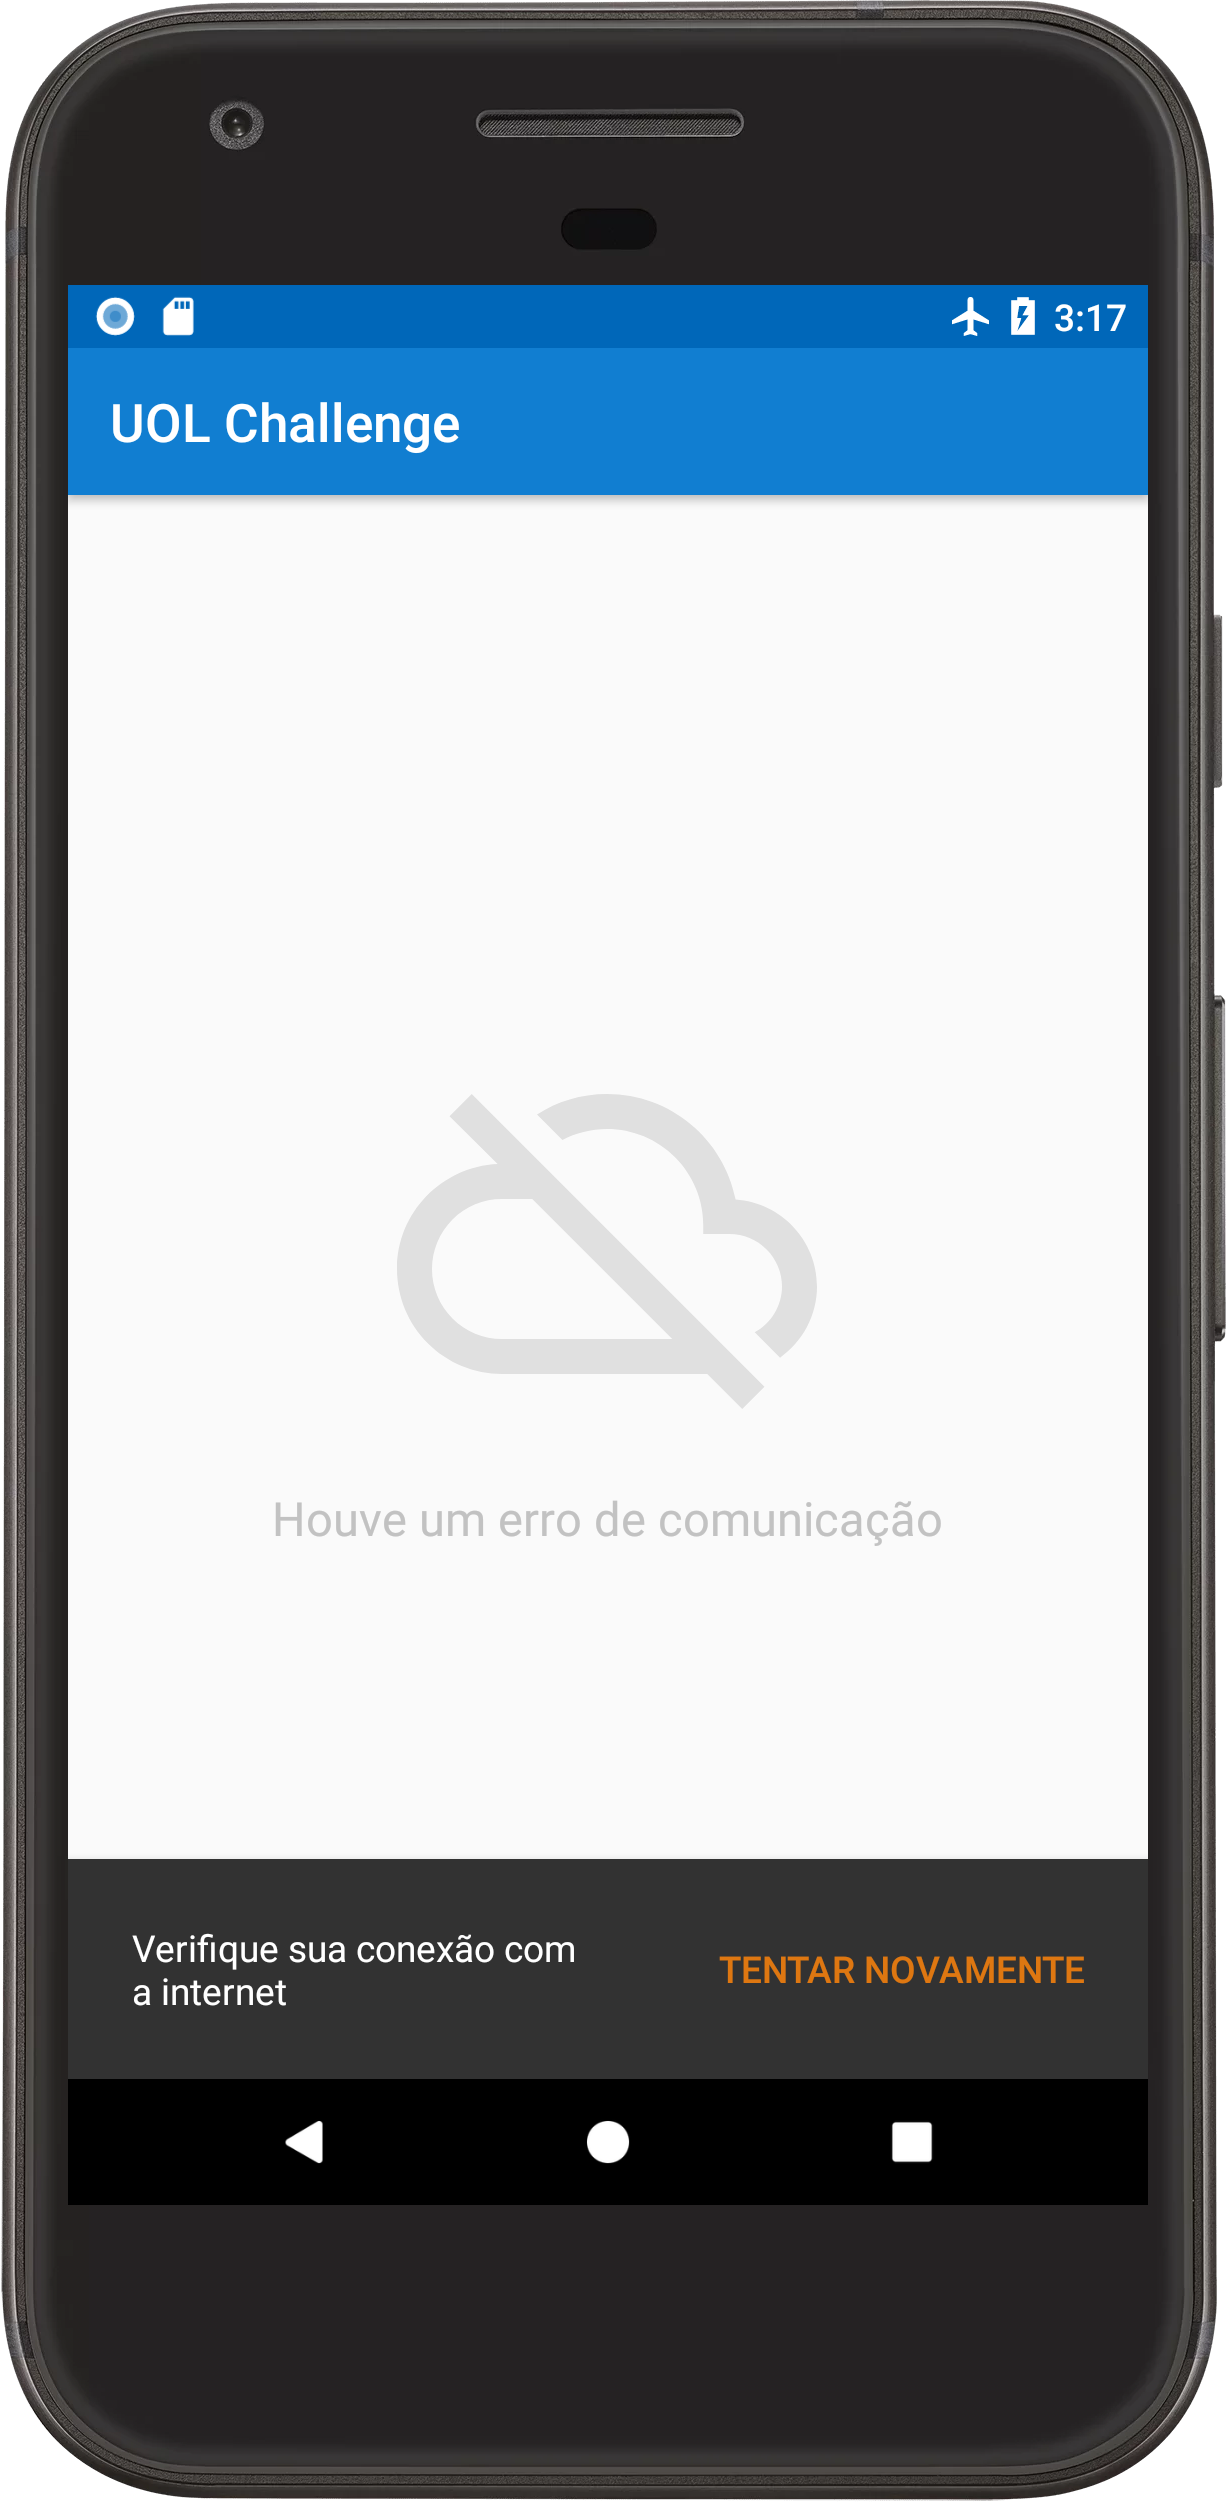 3:17
UOL Challenge
Houve um erro de comunicação
Verifique sua conexão com
a internet
TENTAR NOVAMENTE